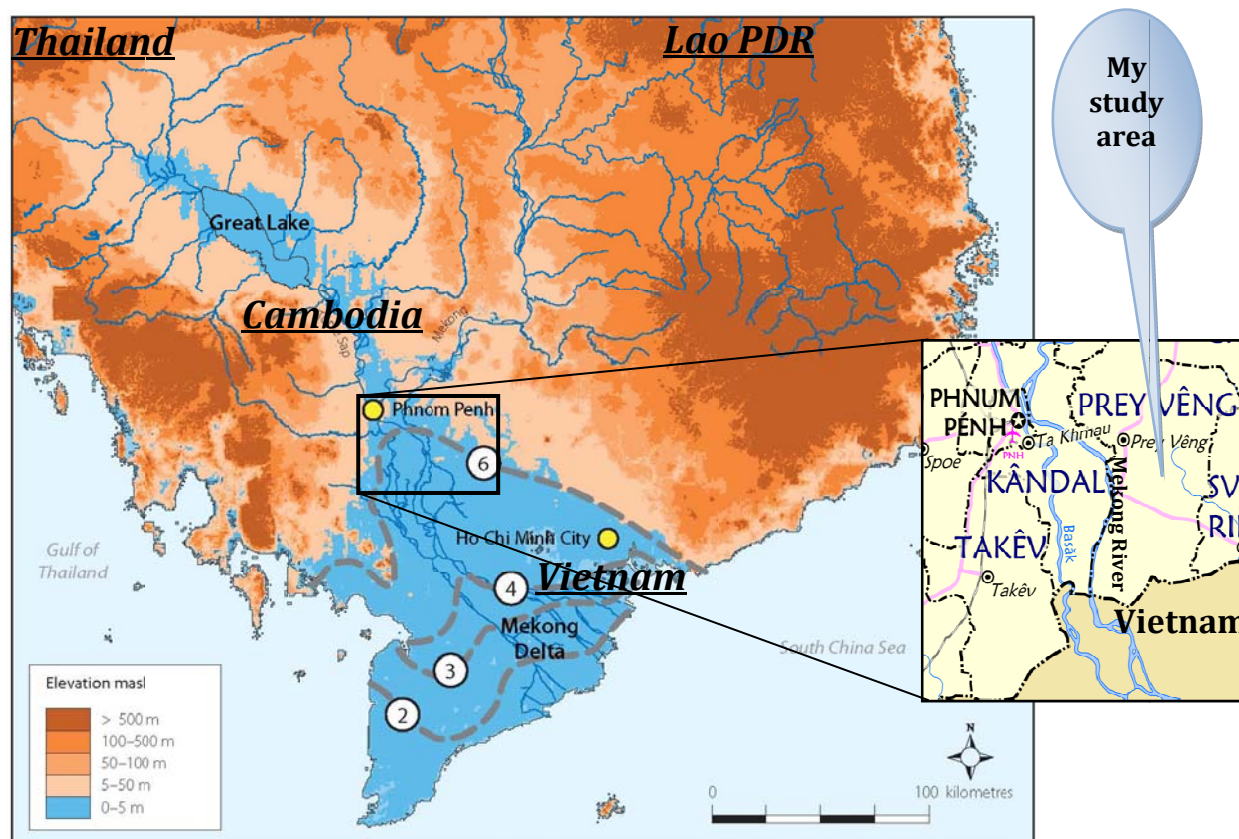 Thailand
Lao PDR
My
study
area
Great Lake
Cambodia
Sap
Mekong
Phnom Penh
6
Ho Chi Minh City
Vietnam
4
Mekong
Delta
3
2
Gulf of
Thailand
South China Sea
Elevation masl
> 500 m
100–500 m
50–100 m
5–50 m
0–5 m
N
0
100 kilometres
PHNUM
PÉNH
PNH
PREY VÊNG
Ta Khmau
Prey Vêng
Spoe
KÂNDAL
Mekong River
SV
RI
TAKÊV
Basăk
Takêv
Vietnam